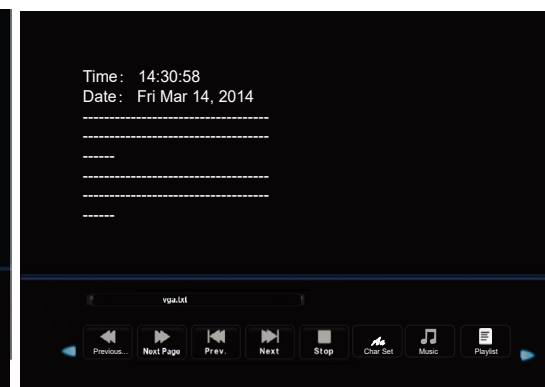 Time: 14:30:58
Date: Fri Mar 14, 2014
-----------------------------------
-----------------------------------
------
-----------------------------------
-----------------------------------
------
vga.txt
Previous... Next Page Prev. Next Stop Char Set Music Playlist